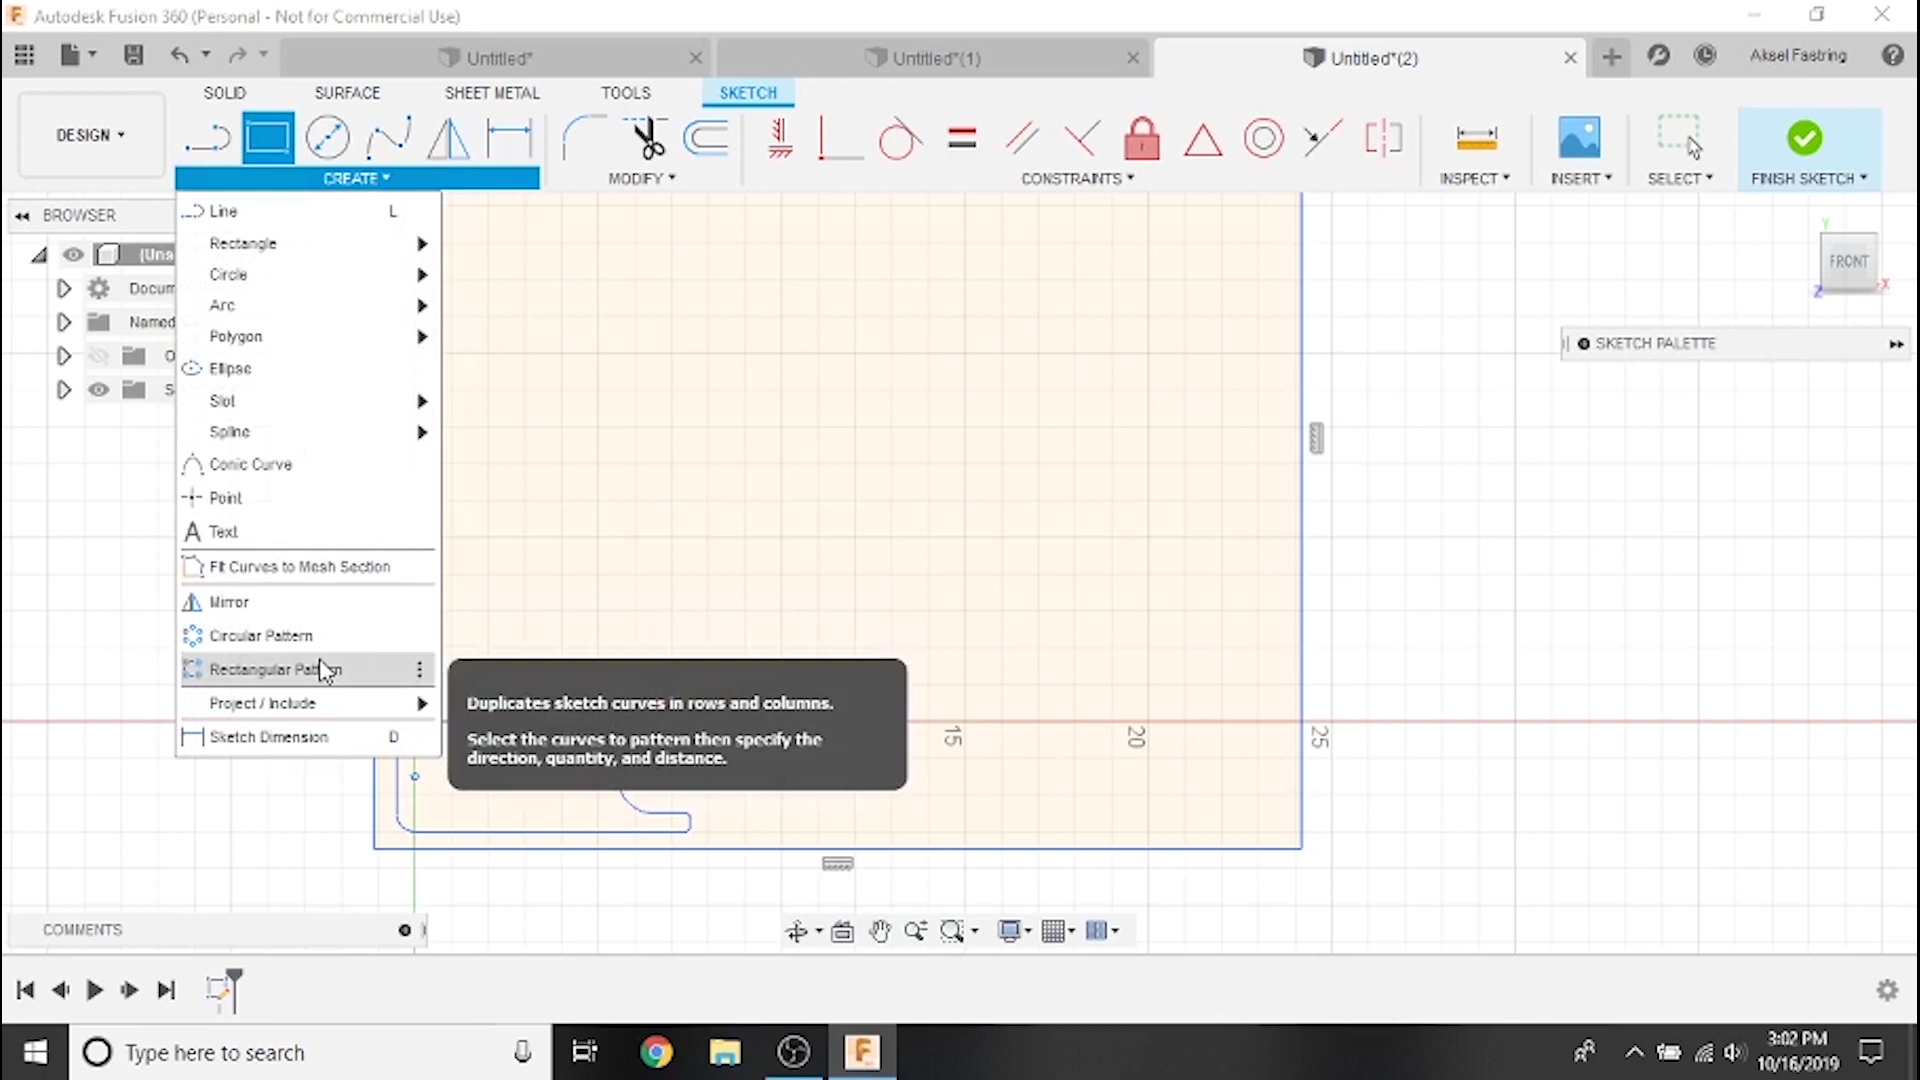 Autodesk Fusion 360 (Personal - Not for Commercial Use)
Untitled*
Untitled*(1)
Untitled*(2)
Aksel Fastring
SOLID
SURFACE
SHEET METAL
TOOLS
SKETCH
DESIGN
CREATE
MODIFY
CONSTRAINTS
INSPECT
INSERT
SELECT
FINISH SKETCH
BROWSER
(Uns
Docum
Named
O
S
Line L
Rectangle
Circle
Arc
Polygon
Ellipse
Slot
Spline
Conic Curve
Point
Text
Fit Curves to Mesh Section
Mirror
Circular Pattern
Rectangular Pattern
Project / Include
Sketch Dimension D
Duplicates sketch curves in rows and columns.
Select the curves to pattern then specify the
direction, quantity, and distance.
15
20
25
Y
FRONT
Z
X
SKETCH PALETTE
COMMENTS
Type here to search
3:02 PM
10/16/2019